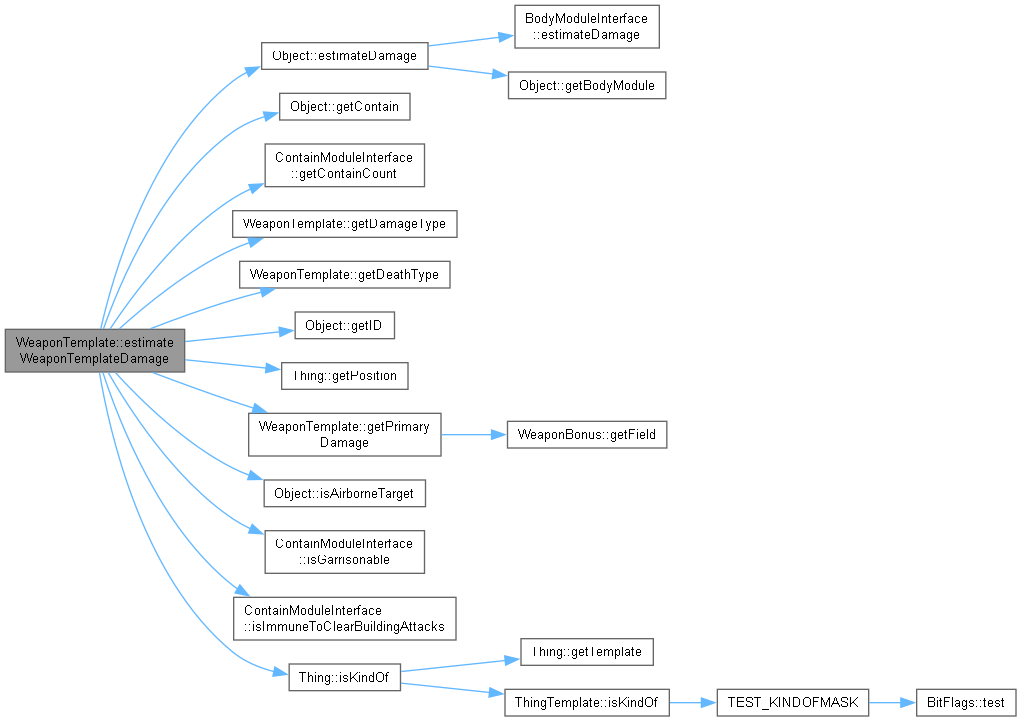 BodyModuleInterface
::estimateDamage
Object::estimateDamage
Object::getBodyModule
Object::getContain
ContainModuleInterface
::getContainCount
WeaponTemplate::getDamageType
WeaponTemplate::getDeathType
Object::getID
WeaponTemplate::estimate
WeaponTemplateDamage
Thing::getPosition
WeaponTemplate::getPrimary
Damage
WeaponBonus::getField
Object::isAirborneTarget
ContainModuleInterface
::isGarrisonable
ContainModuleInterface
::isImmuneToClearBuildingAttacks
Thing::getTemplate
Thing::isKindOf
ThingTemplate::isKindOf
TEST_KINDOFMASK
BitFlags::test